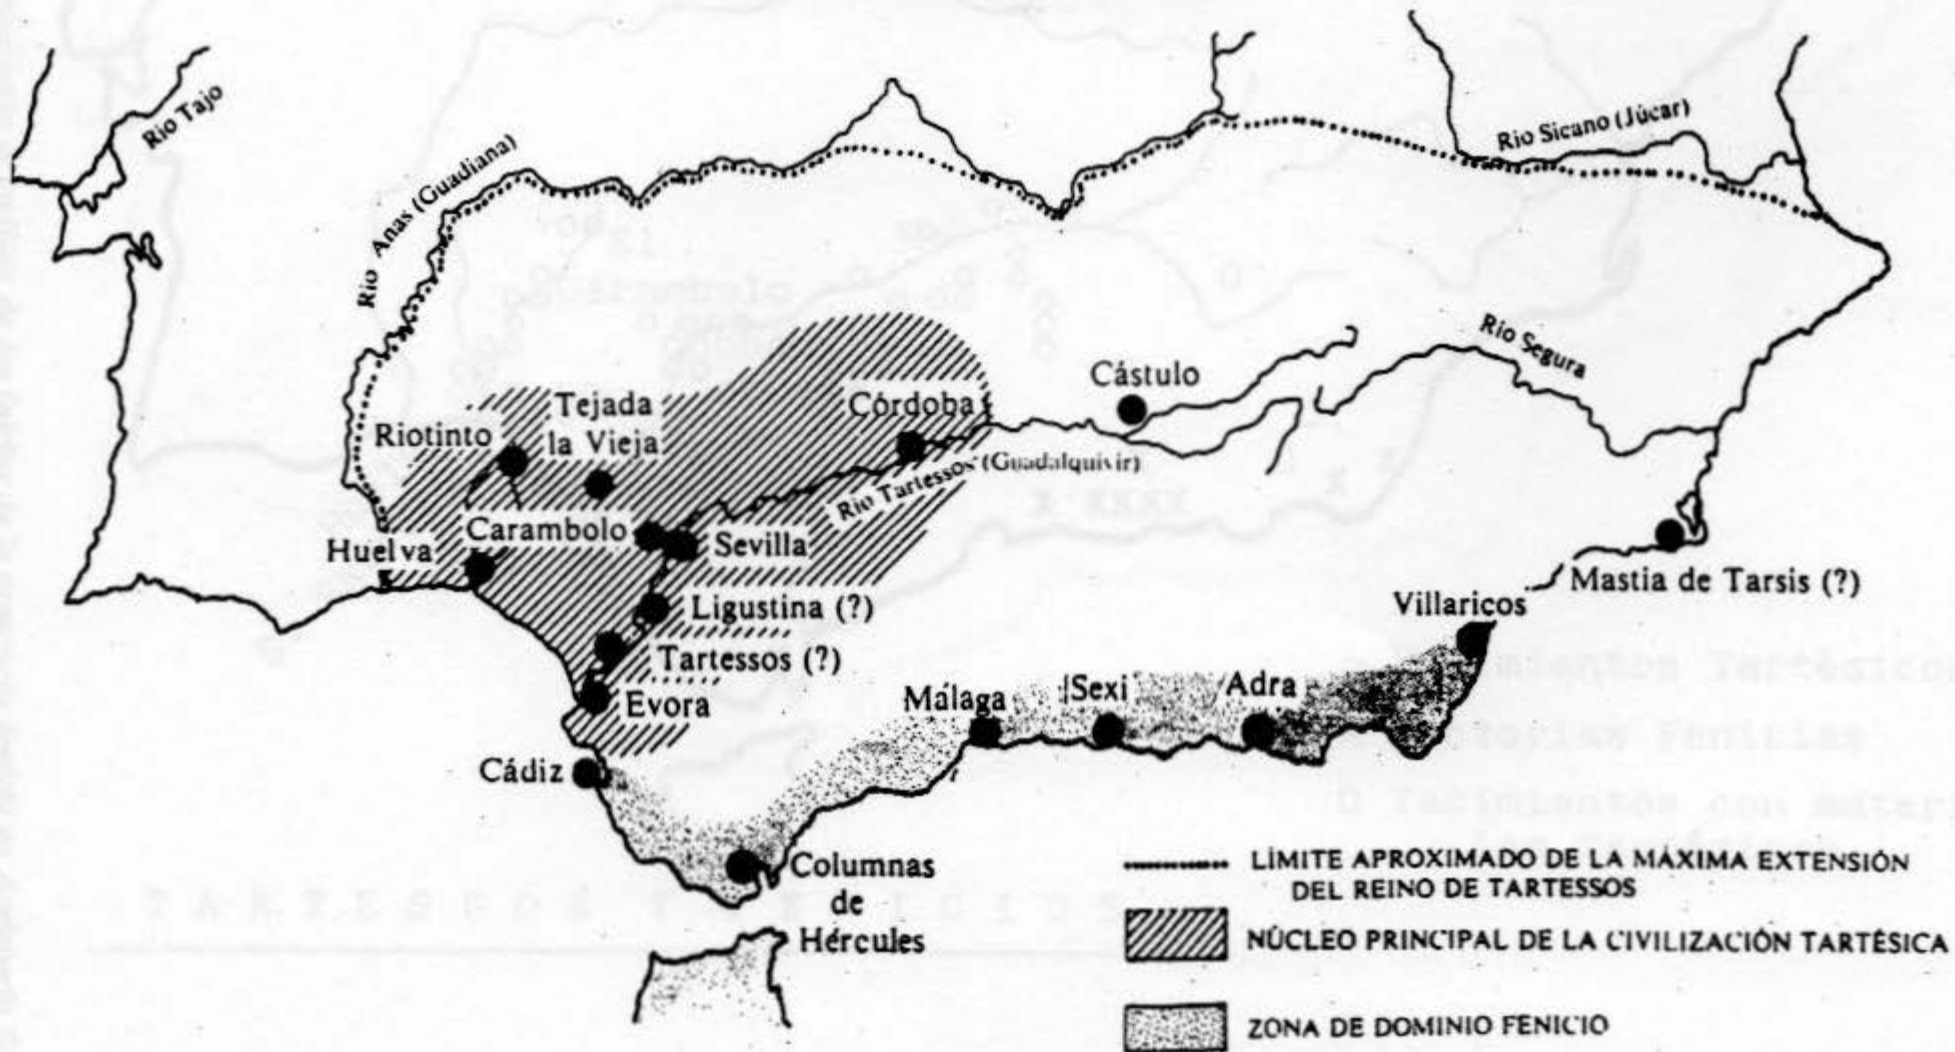 Rio Tajo
Rio Anas (Guadiana)
Rio Sicano (Júcar)
Rio Segura
Cástulo
Tejada
la Vieja
Córdoba
Riotinto
Rio Tartessos (Guadalquivir)
Carambolo
Huelva
Sevilla
Mastia de Tarsis (?)
Ligustina (?)
Villaricos
Tartessos (?)
Evora
Málaga
Sexi
Adra
Cádiz
Columnas
de
Hércules
LÍMITE APROXIMADO DE LA MÁXIMA EXTENSIÓN
DEL REINO DE TARTESSOS
NÚCLEO PRINCIPAL DE LA CIVILIZACIÓN TARTÉSICA
ZONA DE DOMINIO FENICIO